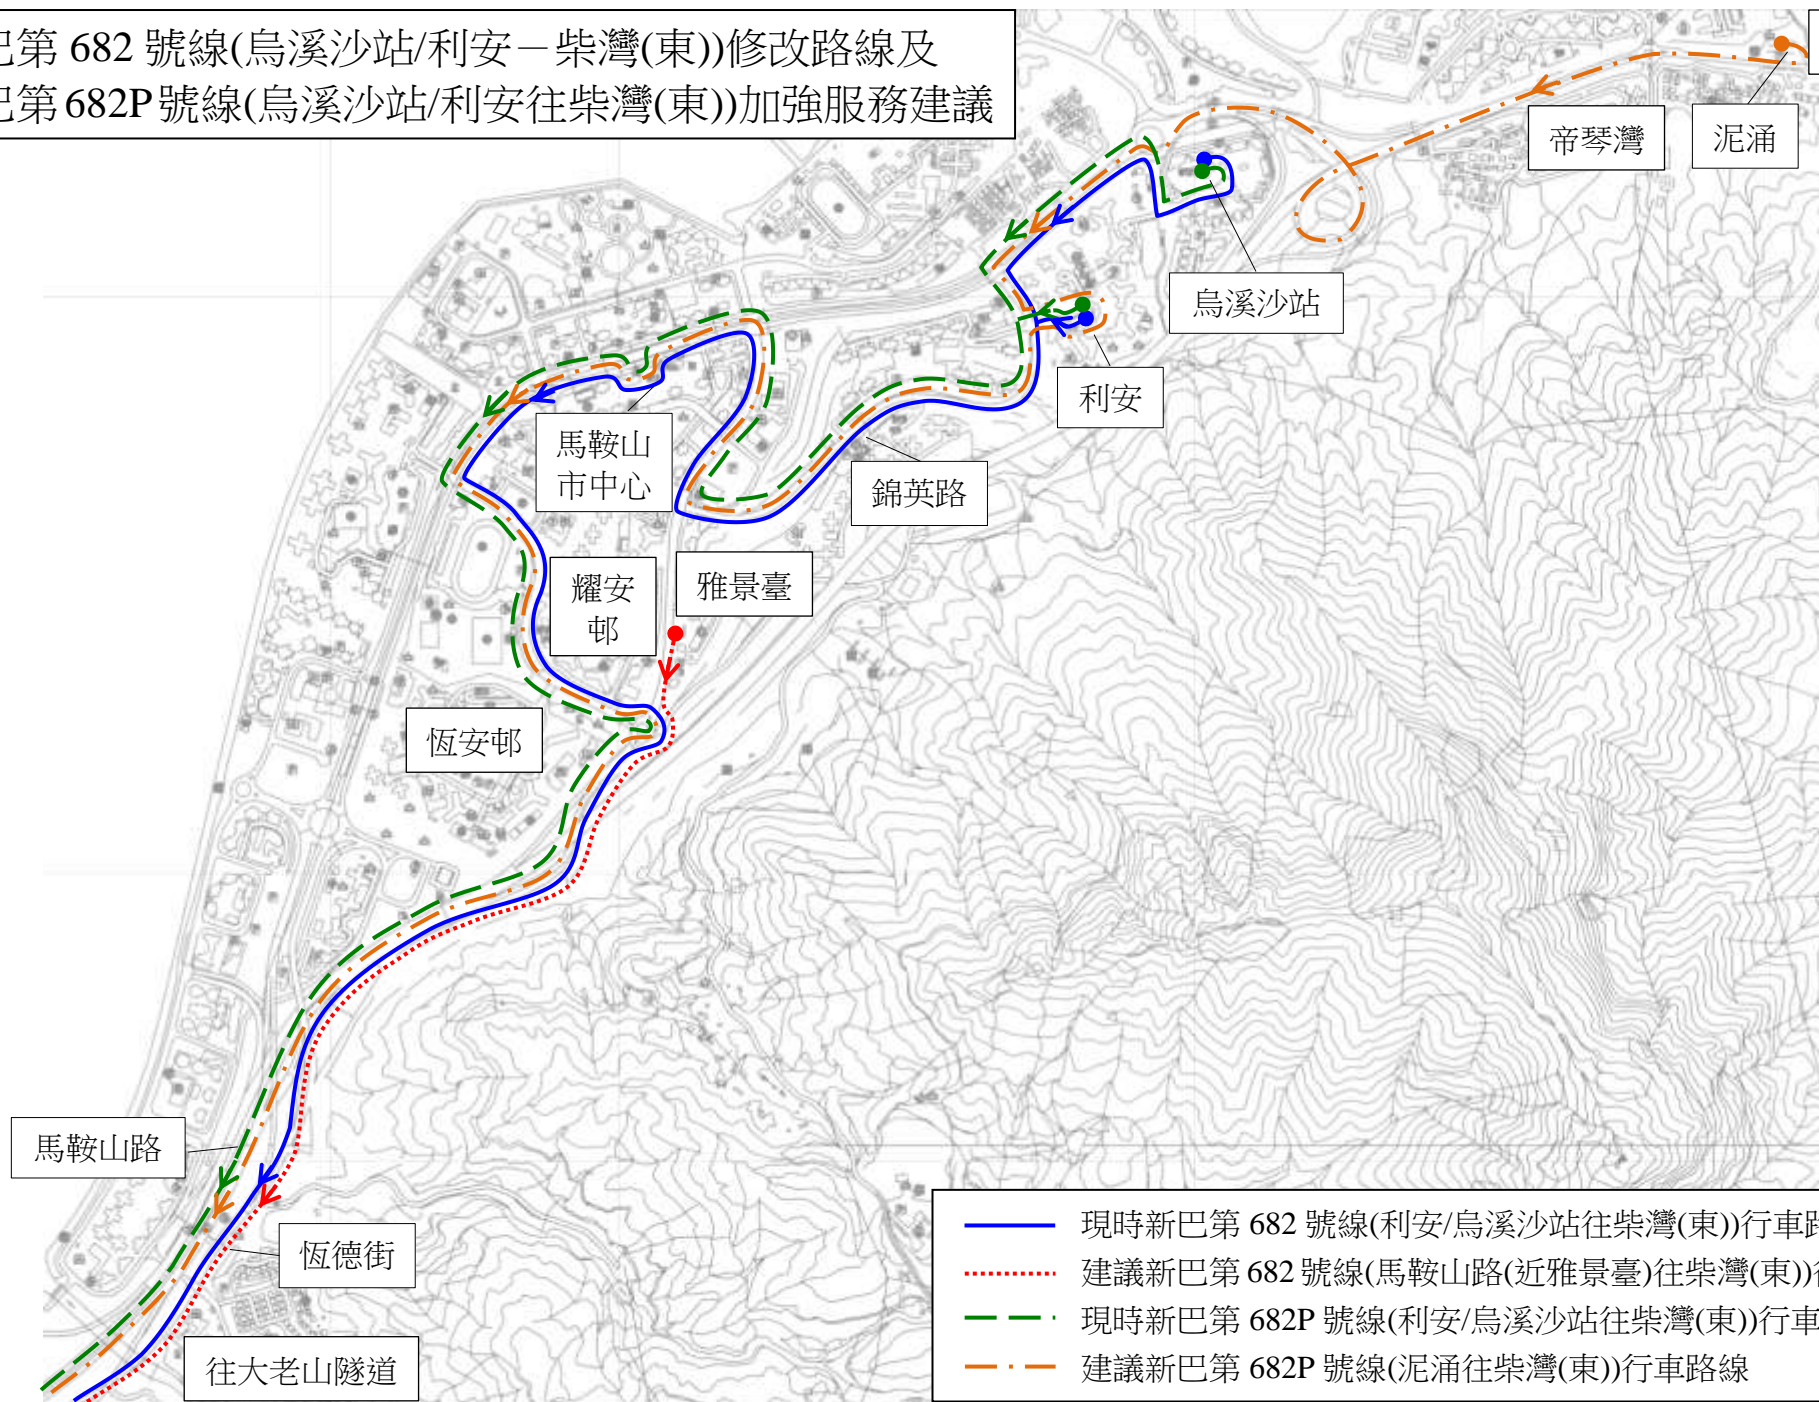 巴第 682 號線(烏溪沙站/利安－柴灣(東))修改路線及
巴第 682P 號線(烏溪沙站/利安往柴灣(東))加強服務建議
帝琴灣
泥涌
烏溪沙站
利安
馬鞍山
市中心
錦英路
耀安
邨
雅景臺
恆安邨
馬鞍山路
恆德街
往大老山隧道
現時新巴第 682 號線(利安/烏溪沙站往柴灣(東))行車路
建議新巴第 682 號線(馬鞍山路(近雅景臺)往柴灣(東))
現時新巴第 682P 號線(利安/烏溪沙站往柴灣(東))行車
建議新巴第 682P 號線(泥涌往柴灣(東))行車路線